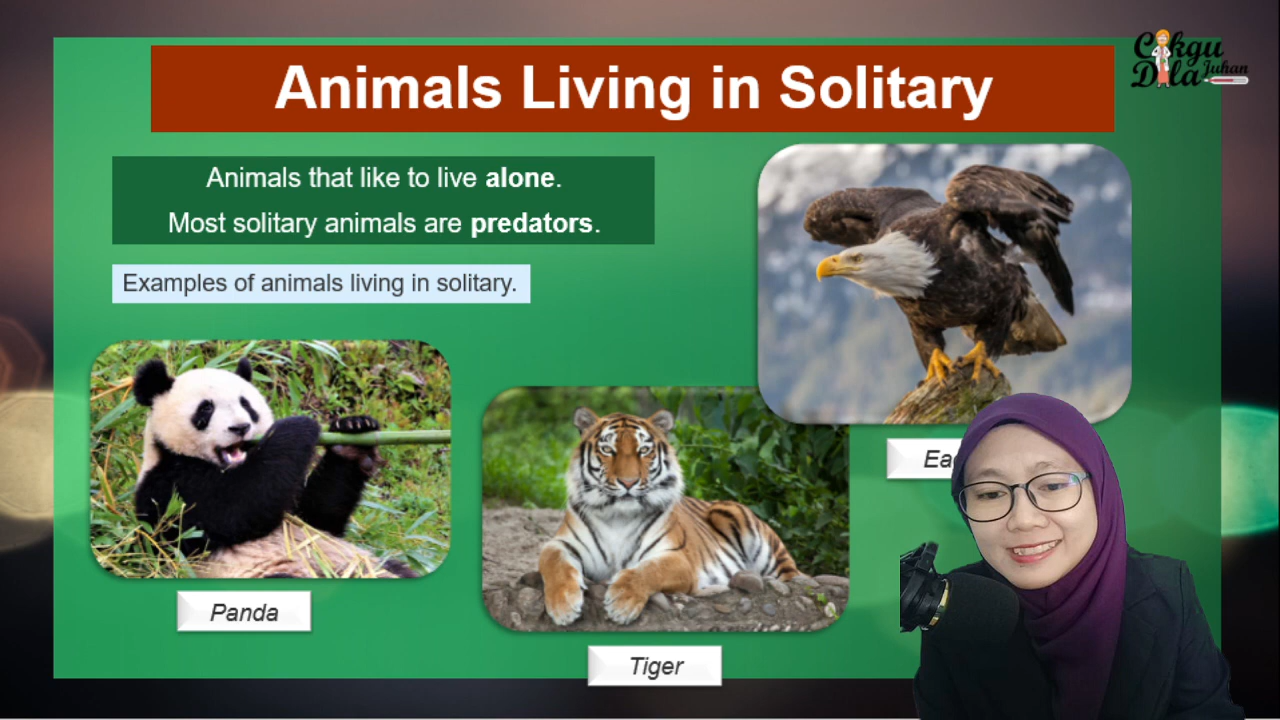 Animals Living in Solitary
Cikgu
Dila Juhan
Animals that like to live alone.
Most solitary animals are predators.
Examples of animals living in solitary.
Panda
Tiger